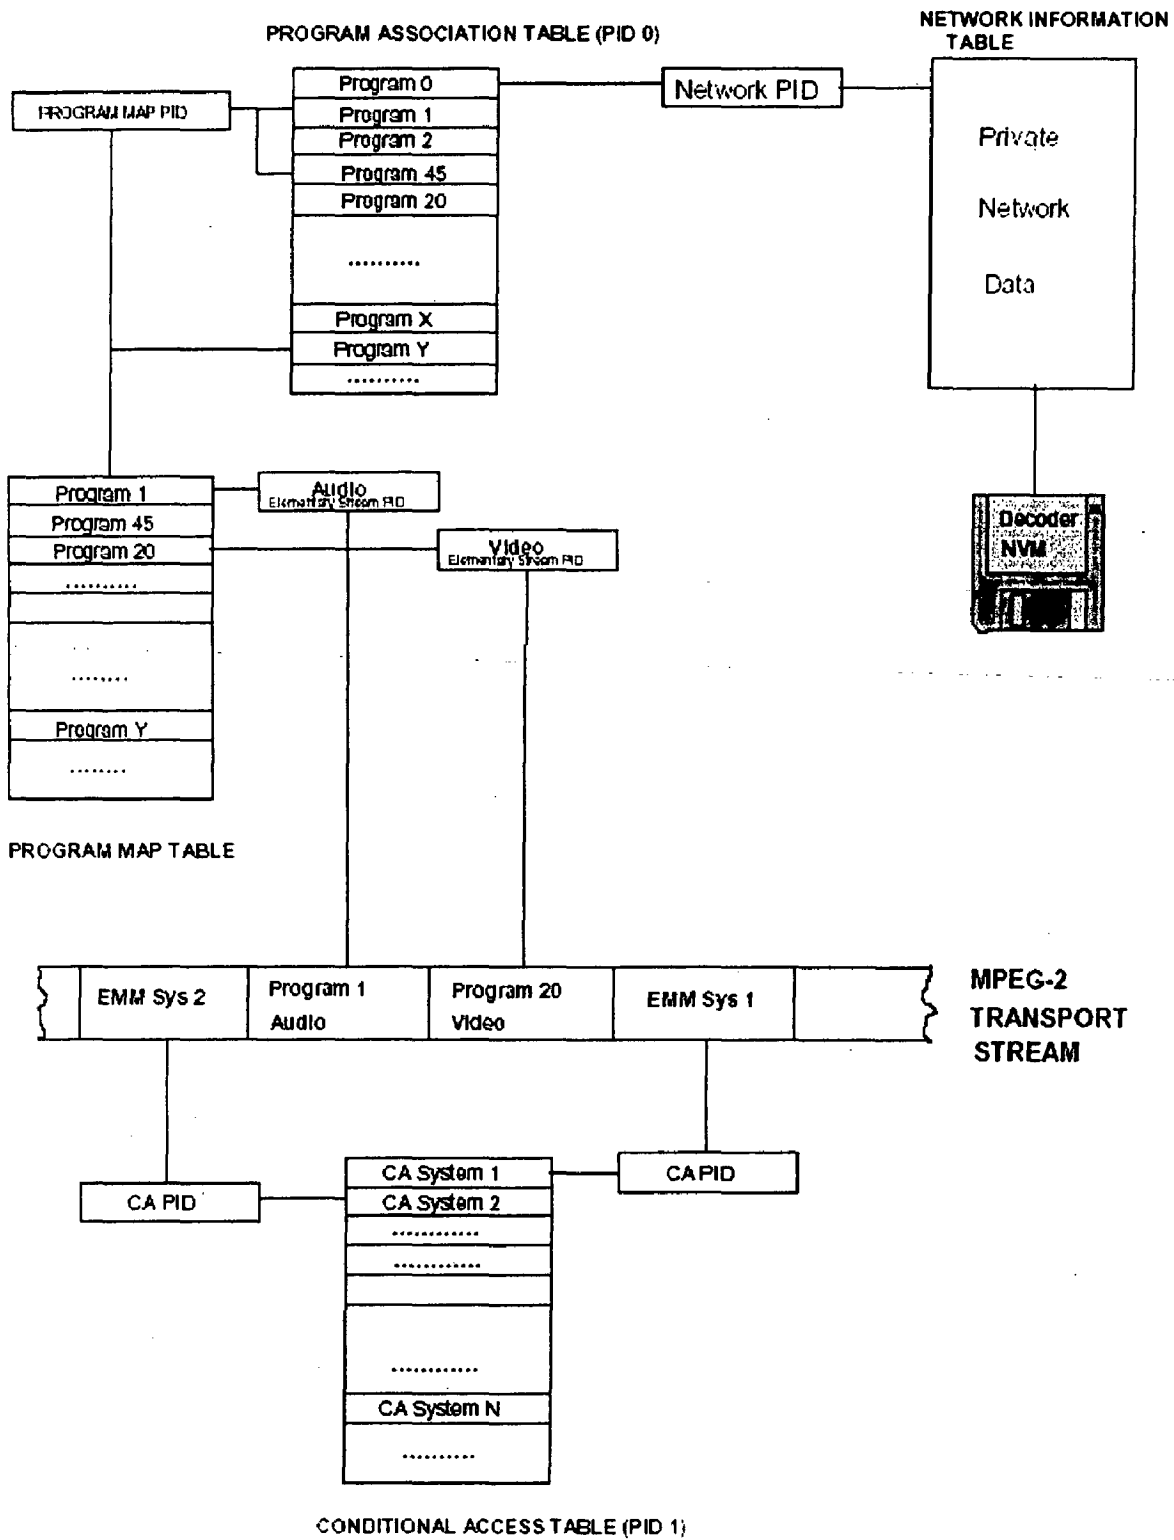 PROGRAM ASSOCIATION TABLE (PID 0)
NETWORK INFORMATION
TABLE
PROGRAM MAP PID
Program 0
Program 1
Program 2
Program 45
Program 20
..........
Program X
Program Y
..........
Network PID
Private
Network
Data
Decoder
NVM
Program 1
Program 45
Program 20
..........
........
Program Y
........
Audio
Elementary Stream PID
Video
Elementary Stream PID
PROGRAM MAP TABLE
EMM Sys 2
Program 1
Audio
Program 20
Video
EMM Sys 1
MPEG-2
TRANSPORT
STREAM
CA PID
CA System 1
CA System 2
............
............
............
CA System N
..........
CA PID
CONDITIONAL ACCESS TABLE (PID 1)